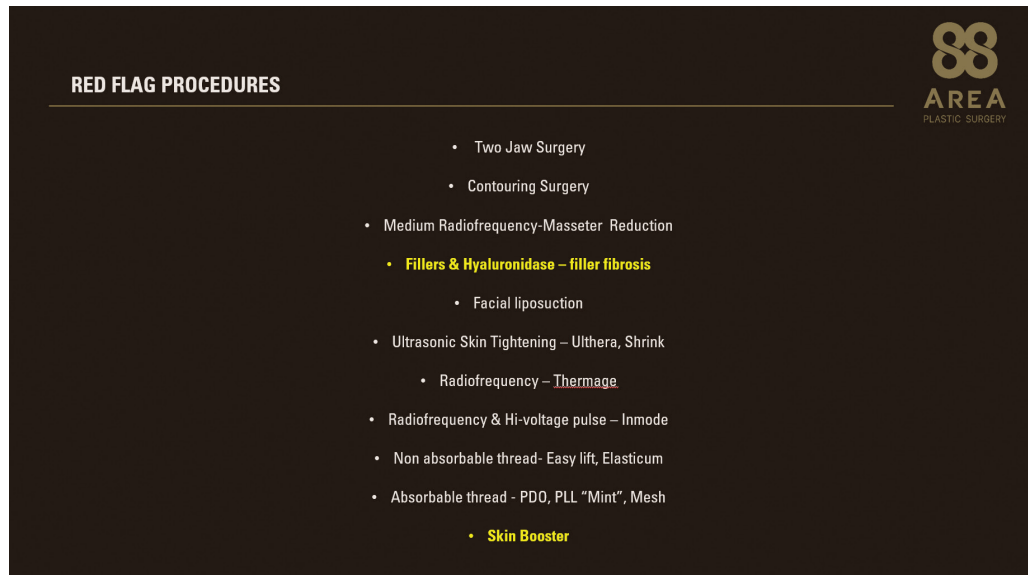 88
AREA
PLASTIC SURGERY
RED FLAG PROCEDURES
• Two Jaw Surgery
• Contouring Surgery
• Medium Radiofrequency-Masseter Reduction
• Fillers & Hyaluronidase – filler fibrosis
• Facial liposuction
• Ultrasonic Skin Tightening – Ulthera, Shrink
• Radiofrequency – Thermage
• Radiofrequency & Hi-voltage pulse – Inmode
• Non absorbable thread- Easy lift, Elasticum
• Absorbable thread - PDO, PLL “Mint”, Mesh
• Skin Booster